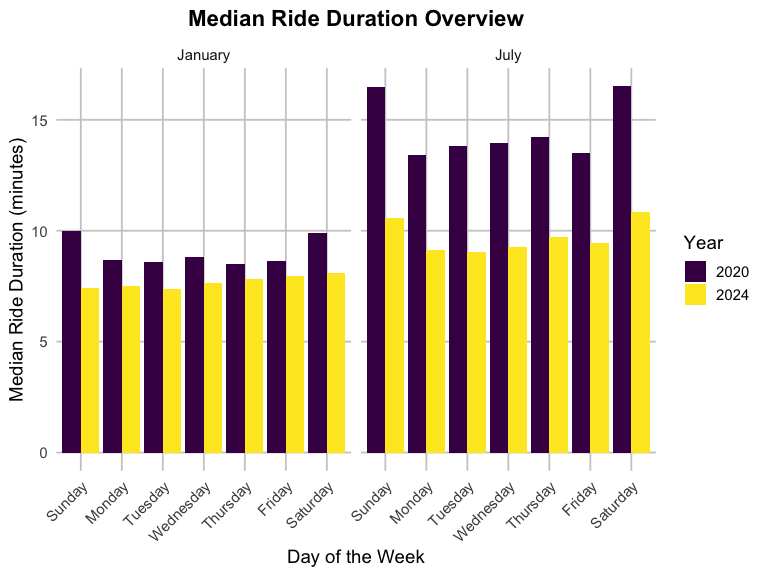 Median Ride Duration Overview
January
July
Median Ride Duration (minutes)
15
10
5
0
Sunday
Monday
Tuesday
Wednesday
Thursday
Friday
Saturday
Sunday
Monday
Tuesday
Wednesday
Thursday
Friday
Saturday
Day of the Week
Year
2020
2024